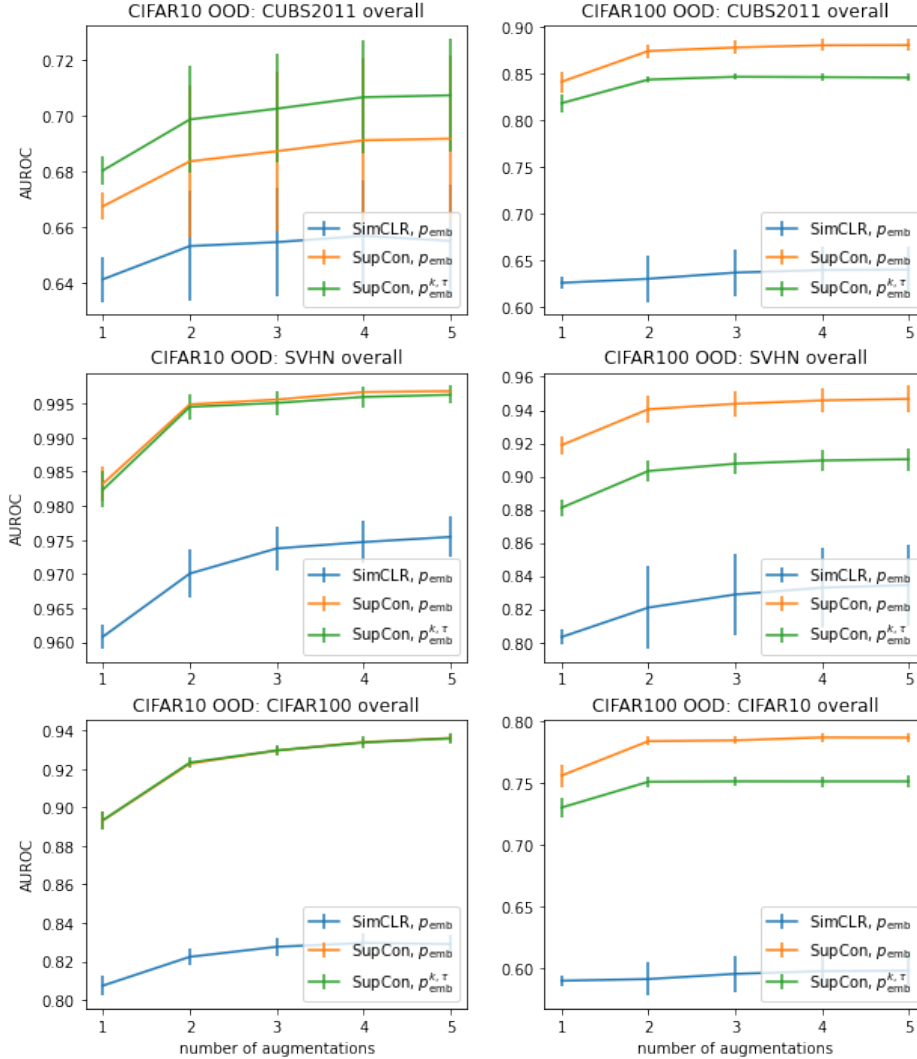 CIFAR10 OOD: CUBS2011 overall
AUROC
0.72
0.70
0.68
0.66
0.64
1 2 3 4 5
SimCLR, p_emb
SupCon, p_emb
SupCon, p_emb^k,τ
CIFAR100 OOD: CUBS2011 overall
0.90
0.85
0.80
0.75
0.70
0.65
0.60
1 2 3 4 5
SimCLR, p_emb
SupCon, p_emb
SupCon, p_emb^k,τ
CIFAR10 OOD: SVHN overall
AUROC
0.995
0.990
0.985
0.980
0.975
0.970
0.965
0.960
1 2 3 4 5
SimCLR, p_emb
SupCon, p_emb
SupCon, p_emb^k,τ
CIFAR100 OOD: SVHN overall
0.96
0.94
0.92
0.90
0.88
0.86
0.84
0.82
0.80
1 2 3 4 5
SimCLR, p_emb
SupCon, p_emb
SupCon, p_emb^k,τ
CIFAR10 OOD: CIFAR100 overall
AUROC
0.94
0.92
0.90
0.88
0.86
0.84
0.82
0.80
1 2 3 4 5
number of augmentations
SimCLR, p_emb
SupCon, p_emb
SupCon, p_emb^k,τ
CIFAR100 OOD: CIFAR10 overall
0.80
0.75
0.70
0.65
0.60
1 2 3 4 5
number of augmentations
SimCLR, p_emb
SupCon, p_emb
SupCon, p_emb^k,τ